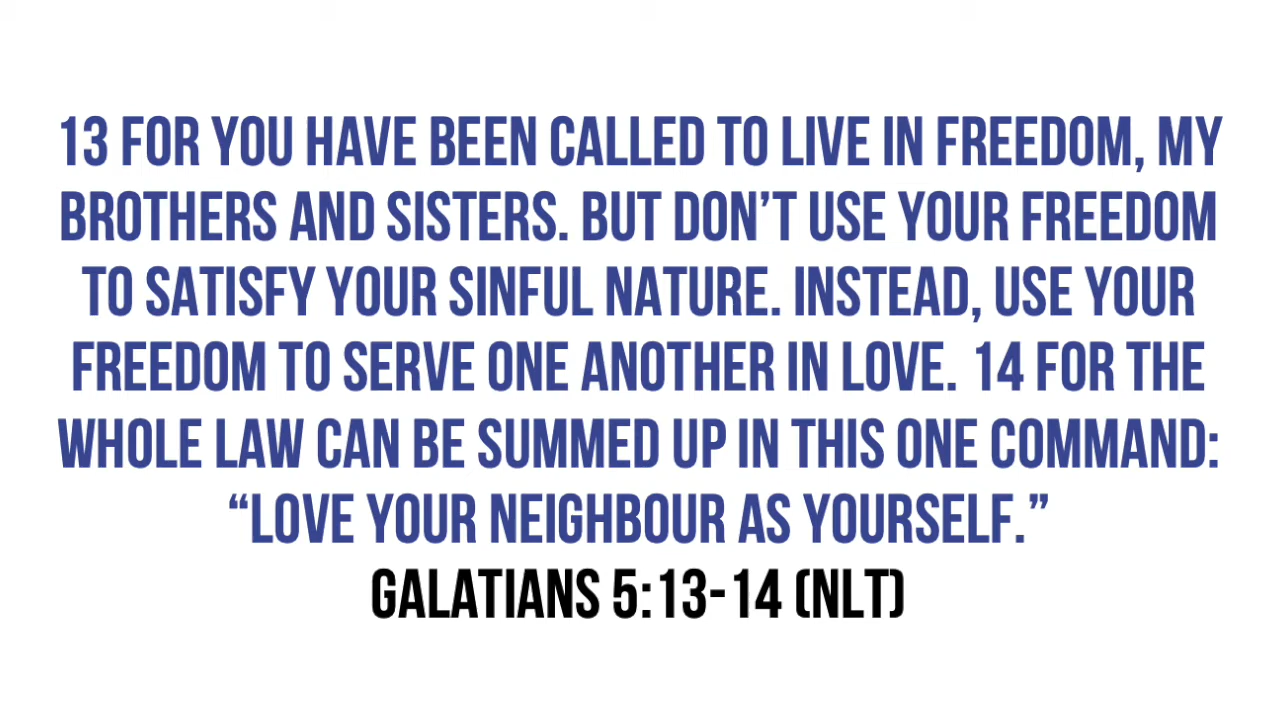 13 FOR YOU HAVE BEEN CALLED TO LIVE IN FREEDOM, MY
BROTHERS AND SISTERS. BUT DON’T USE YOUR FREEDOM
TO SATISFY YOUR SINFUL NATURE. INSTEAD, USE YOUR
FREEDOM TO SERVE ONE ANOTHER IN LOVE. 14 FOR THE
WHOLE LAW CAN BE SUMMED UP IN THIS ONE COMMAND:
“LOVE YOUR NEIGHBOUR AS YOURSELF.”
GALATIANS 5:13-14 (NLT)